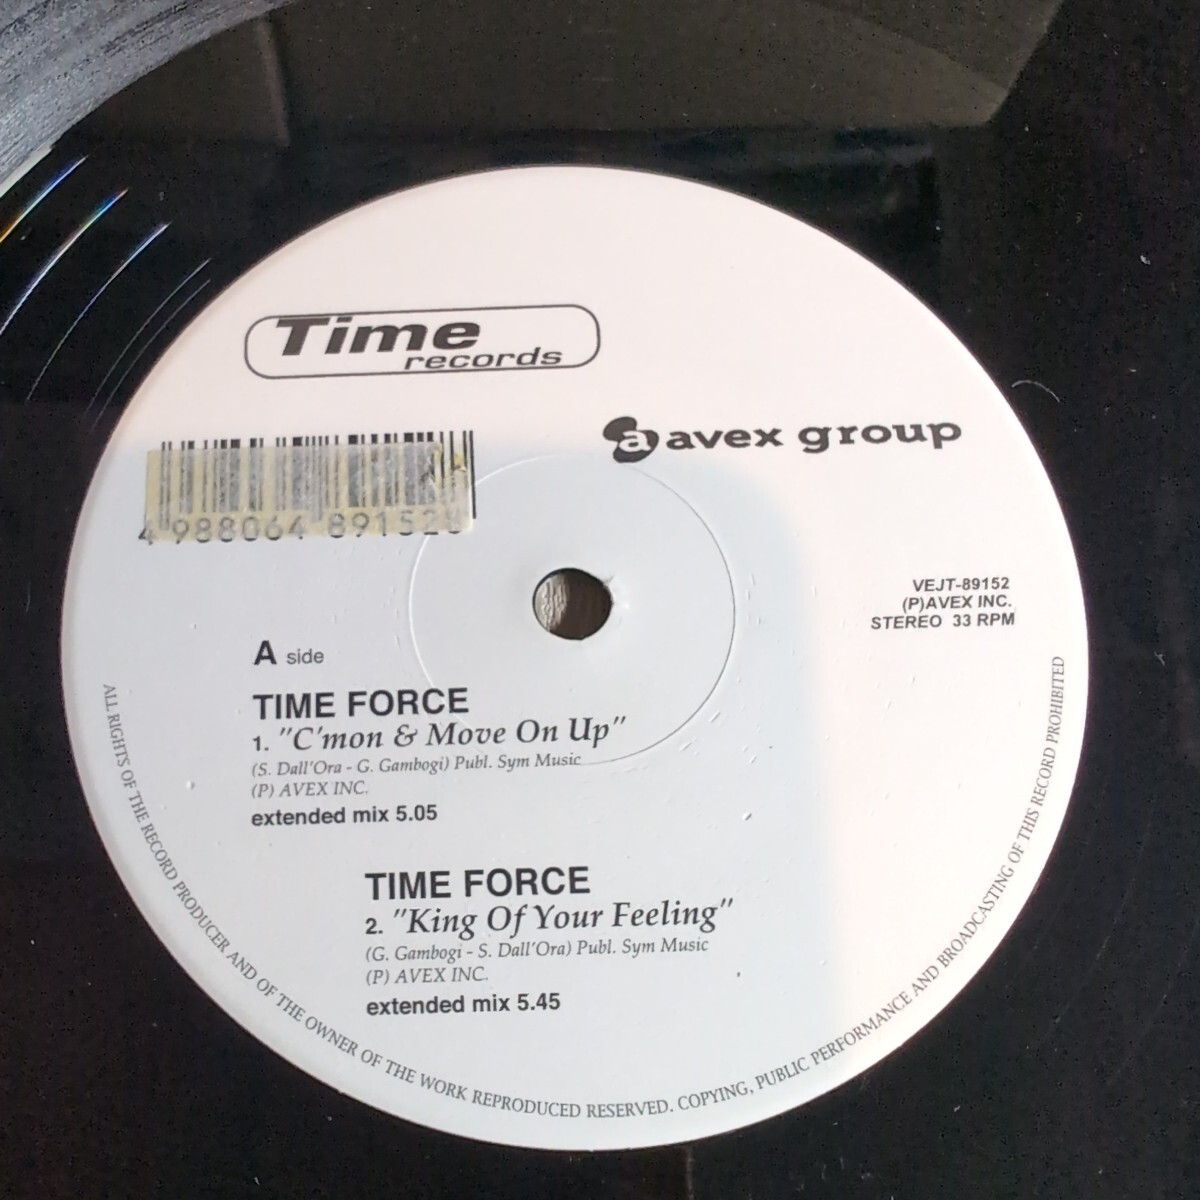 Time
records
a avex group
4 988064 891528
VEJT-89152
(P)AVEX INC.
STEREO 33 RPM
A side
TIME FORCE
1. "C'mon & Move On Up"
(S. Dall'Ora - G. Gambogi) Publ. Sym Music
(P) AVEX INC.
extended mix 5.05
TIME FORCE
2. "King Of Your Feeling"
(G. Gambogi - S. Dall'Ora) Publ. Sym Music
(P) AVEX INC.
extended mix 5.45
ALL RIGHTS OF THE RECORD PRODUCER AND OF THE OWNER OF THE WORK REPRODUCED RESERVED. COPYING, PUBLIC PERFORMANCE AND BROADCASTING OF THIS RECORD PROHIBITED